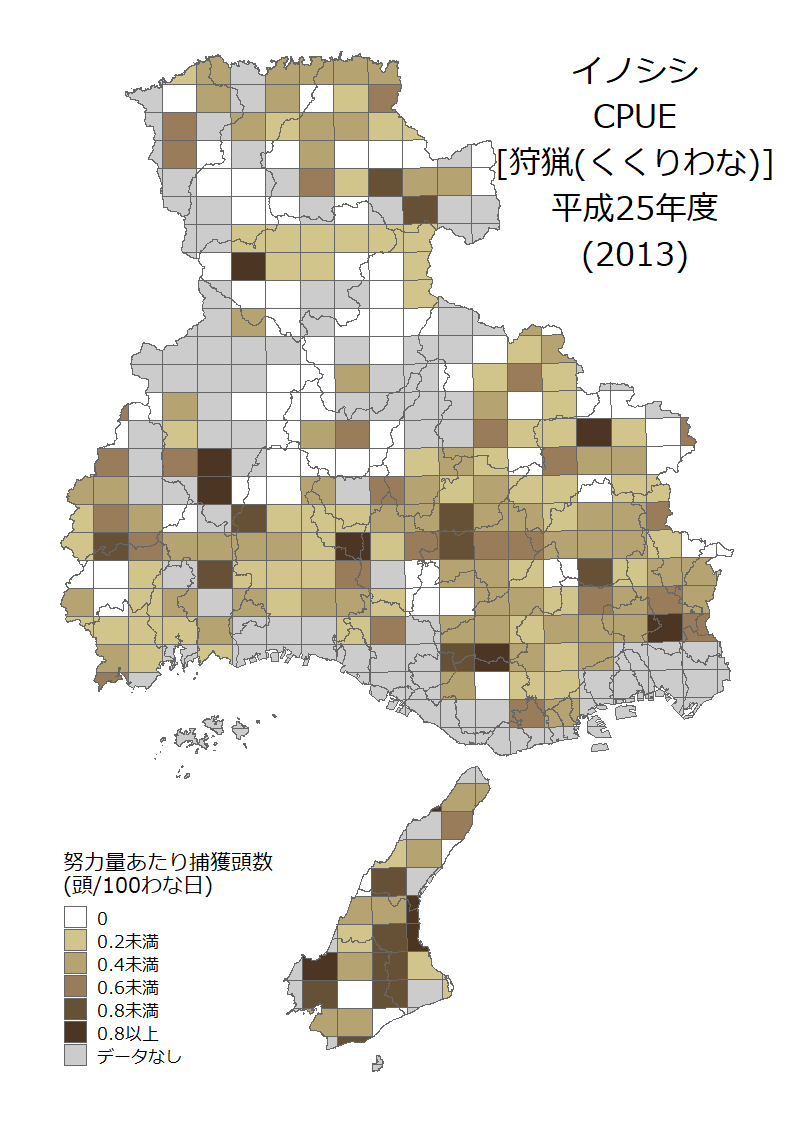 イノシシ
CPUE
[狩猟(くくりわな)]
平成25年度
(2013)
努力量あたり捕獲頭数
(頭/100わな日)
0
0.2未満
0.4未満
0.6未満
0.8未満
0.8以上
データなし